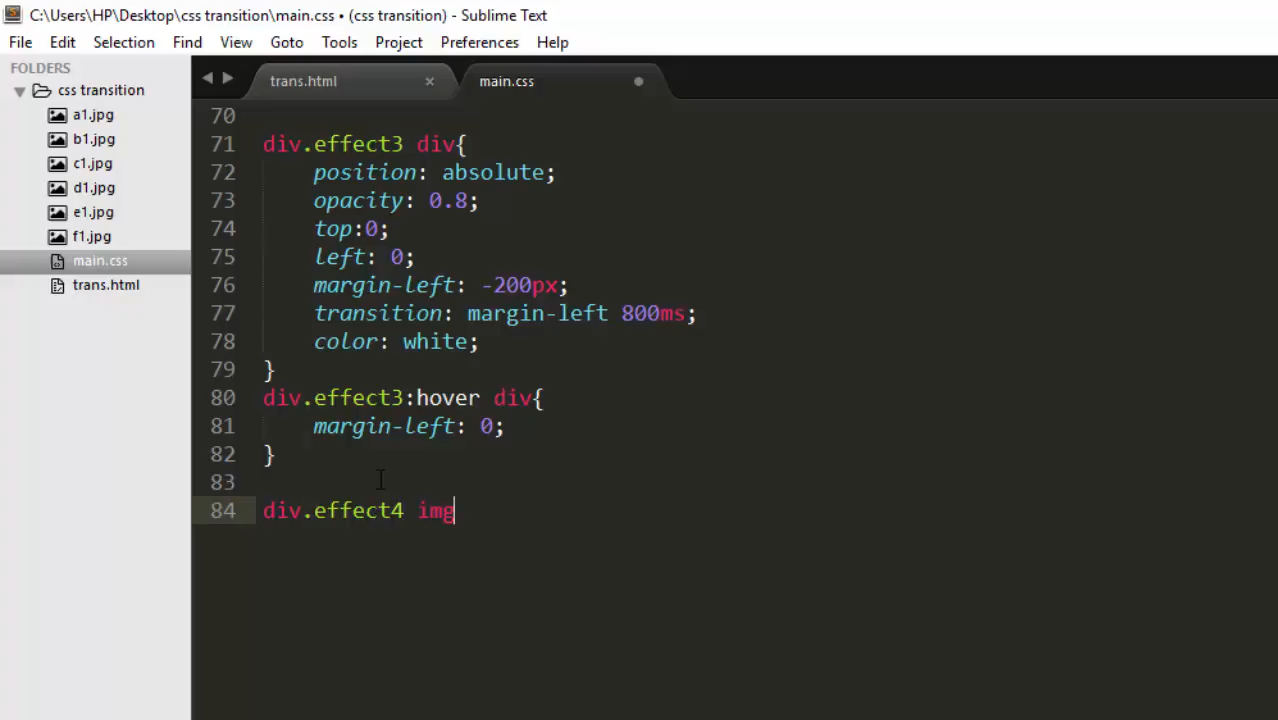 C:\Users\HP\Desktop\css transition\main.css • (css transition) - Sublime Text
File Edit Selection Find View Goto Tools Project Preferences Help
FOLDERS
css transition
a1.jpg
b1.jpg
c1.jpg
d1.jpg
e1.jpg
f1.jpg
main.css
trans.html
trans.html × main.css
70
71 div.effect3 div{
72 position: absolute;
73 opacity: 0.8;
74 top:0;
75 left: 0;
76 margin-left: -200px;
77 transition: margin-left 800ms;
78 color: white;
79 }
80 div.effect3:hover div{
81 margin-left: 0;
82 }
83
84 div.effect4 img